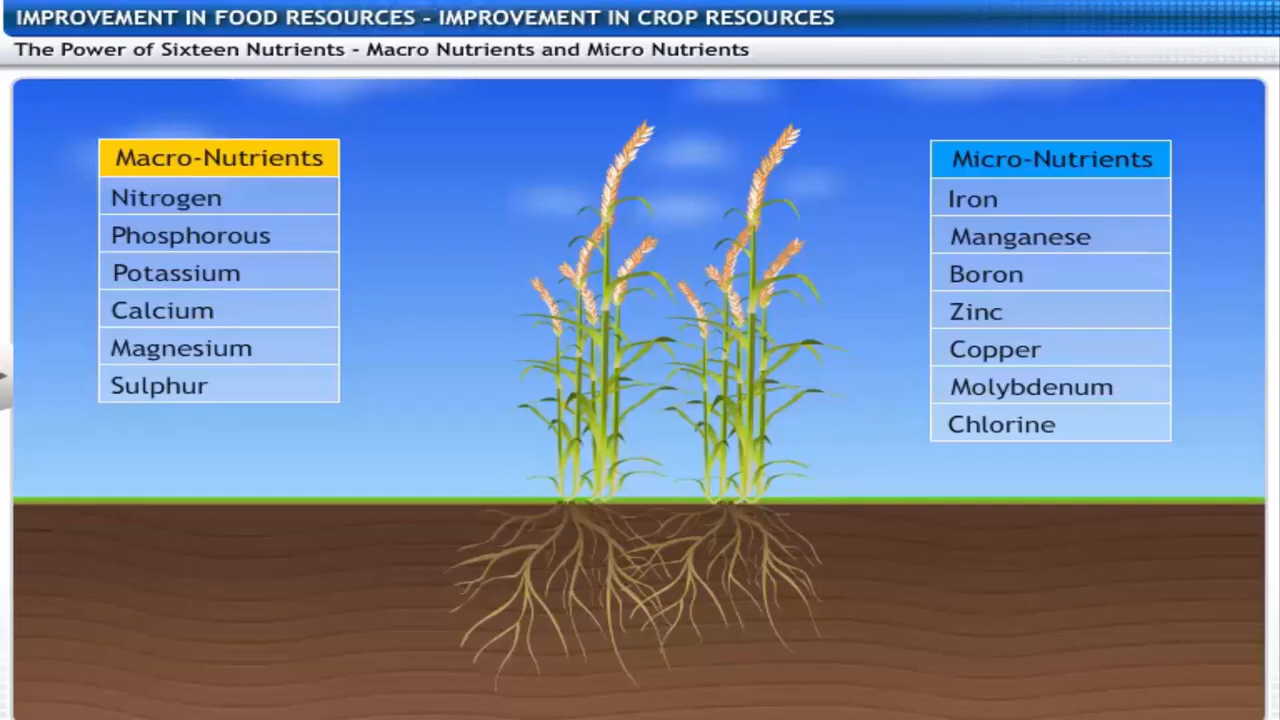 IMPROVEMENT IN FOOD RESOURCES - IMPROVEMENT IN CROP RESOURCES
The Power of Sixteen Nutrients - Macro Nutrients and Micro Nutrients
Macro-Nutrients
Nitrogen
Phosphorous
Potassium
Calcium
Magnesium
Sulphur
Micro-Nutrients
Iron
Manganese
Boron
Zinc
Copper
Molybdenum
Chlorine